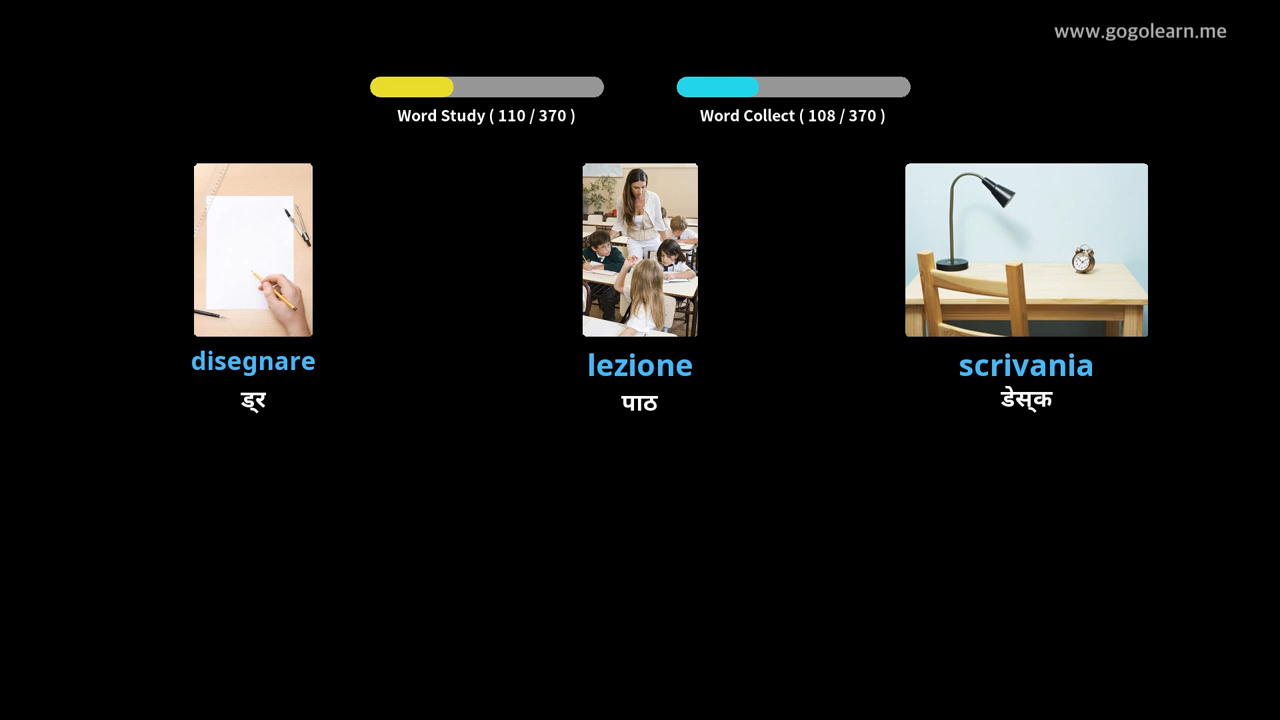 www.gogolearn.me
Word Study ( 110 / 370 )
Word Collect ( 108 / 370 )
disegnare
ड्र
lezione
पाठ
scrivania
डेस्क